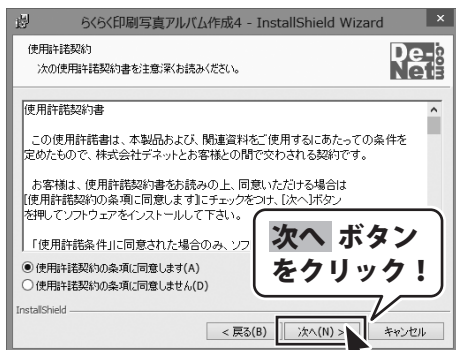 らくらく印刷写真アルバム作成4 - InstallShield Wizard
使用許諾契約
次の使用許諾契約書を注意深くお読みください。
De-Net.com
使用許諾契約書
この使用許諾書は、本製品および、関連資料をご使用するにあたっての条件を
定めたもので、株式会社デネットとお客様との間で交わされる契約です。
お客様は、使用許諾契約書をお読みの上、同意いただける場合は
[使用許諾契約の条項に同意します]にチェックをつけ、[次へ]ボタン
を押してソフトウェアをインストールして下さい。
「使用許諾条件」に同意された場合のみ、ソフ
次へ ボタン
をクリック！
使用許諾契約の条項に同意します(A)
使用許諾契約の条項に同意しません(D)
InstallShield
< 戻る(B)
次へ(N) >
キャンセル